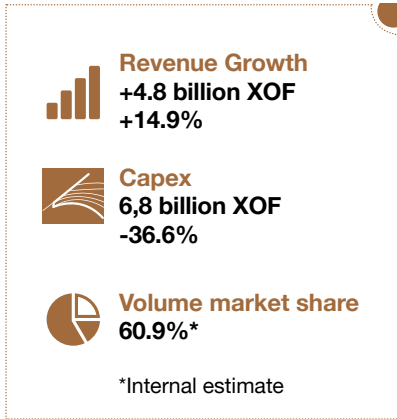 Revenue Growth
+4.8 billion XOF
+14.9%
Capex
6,8 billion XOF
-36.6%
Volume market share
60.9%*
*Internal estimate